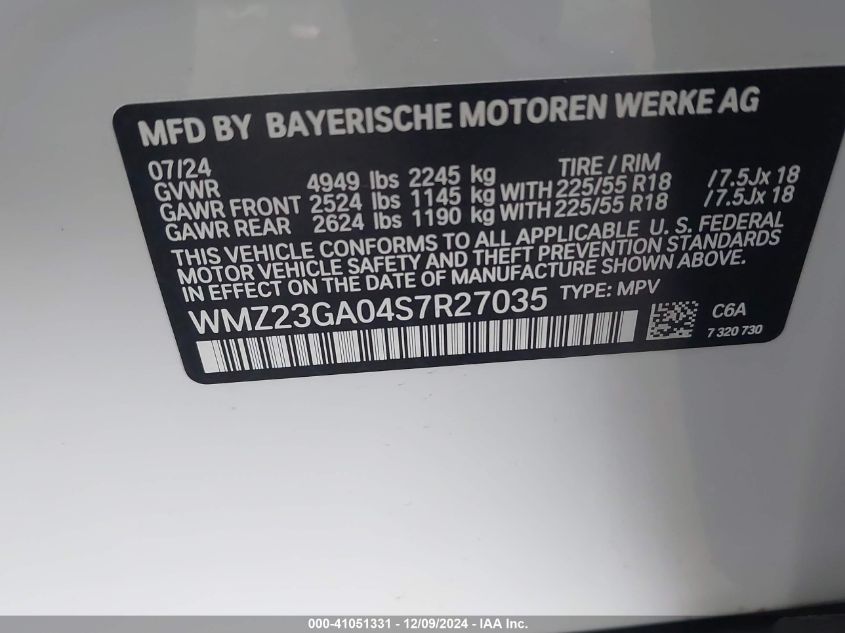 MFD BY BAYERISCHE MOTOREN WERKE AG
07/24 TIRE / RIM
GVWR 4949 lbs 2245 kg
GAWR FRONT 2524 lbs 1145 kg WITH 225/55 R18 /7.5Jx 18
GAWR REAR 2624 lbs 1190 kg WITH 225/55 R18 /7.5Jx 18
THIS VEHICLE CONFORMS TO ALL APPLICABLE U. S. FEDERAL
MOTOR VEHICLE SAFETY AND THEFT PREVENTION STANDARDS
IN EFFECT ON THE DATE OF MANUFACTURE SHOWN ABOVE.
WMZ23GA04S7R27035 TYPE: MPV
C6A
7 320 730
000-41051331 - 12/09/2024 - IAA Inc.